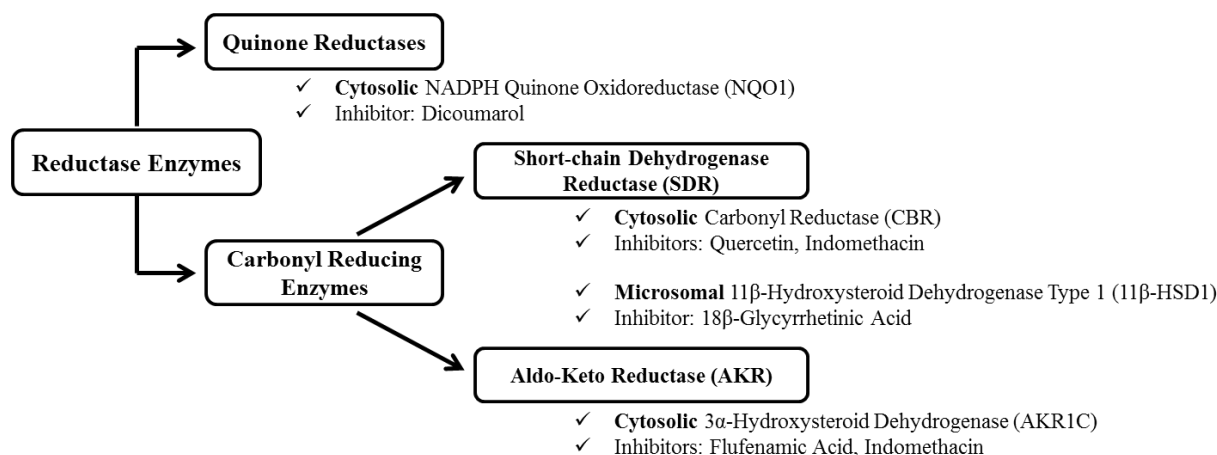 Quinone Reductases
✓ Cytosolic NADPH Quinone Oxidoreductase (NQO1)
✓ Inhibitor: Dicoumarol
Reductase Enzymes
Short-chain Dehydrogenase
Reductase (SDR)
✓ Cytosolic Carbonyl Reductase (CBR)
✓ Inhibitors: Quercetin, Indomethacin
Carbonyl Reducing
Enzymes
✓ Microsomal 11β-Hydroxysteroid Dehydrogenase Type 1 (11β-HSD1)
✓ Inhibitor: 18β-Glycyrrhetinic Acid
Aldo-Keto Reductase (AKR)
✓ Cytosolic 3α-Hydroxysteroid Dehydrogenase (AKR1C)
✓ Inhibitors: Flufenamic Acid, Indomethacin